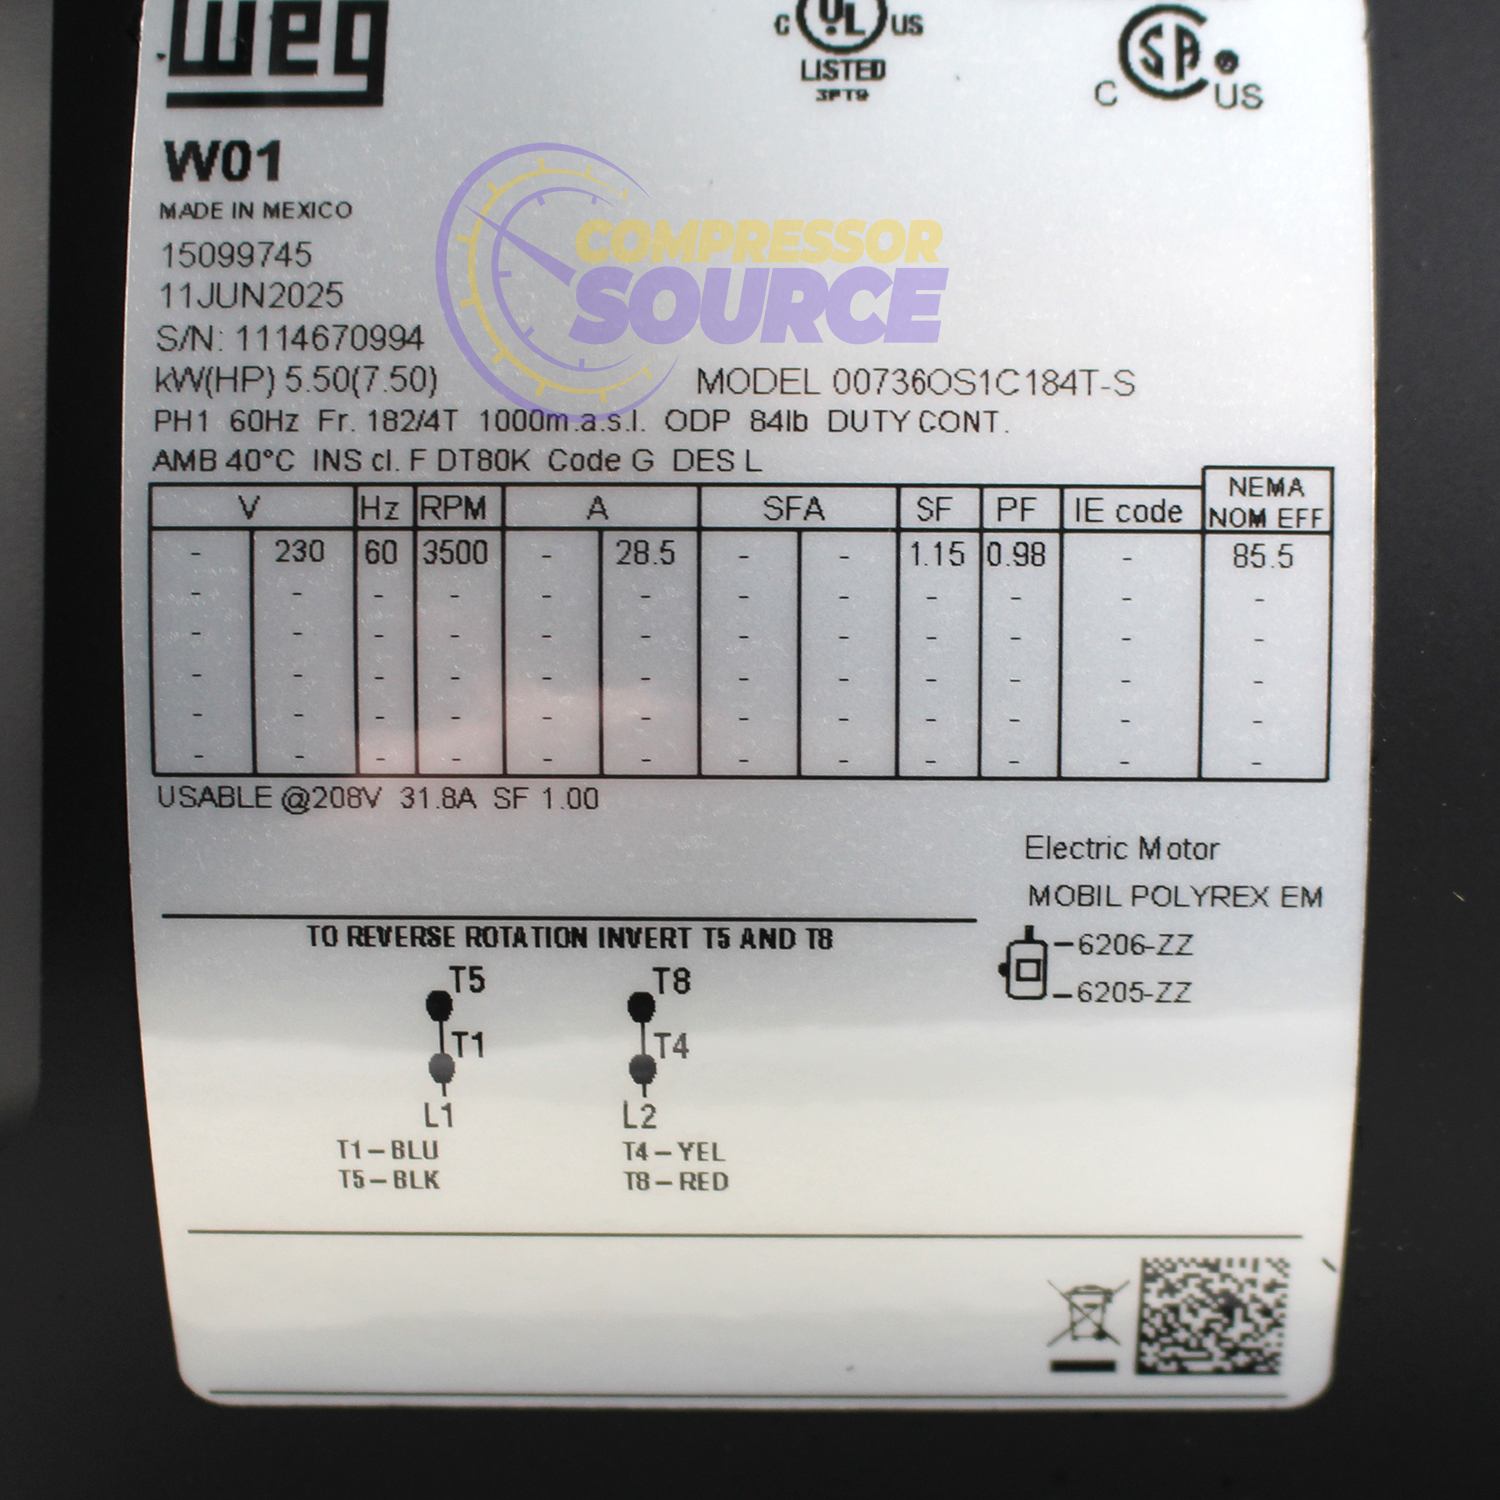 weg
C UL US
LISTED
3PT9
C SA ® US
W01
MADE IN MEXICO
COMPRESSOR
SOURCE
15099745
11JUN2025
S/N: 1114670994
kW(HP) 5.50(7.50) MODEL 00736OS1C184T-S
PH1 60Hz Fr. 182/4T 1000m.a.s.l. ODP 84lb DUTY CONT.
AMB 40°C INS cl. F DT80K Code G DES L
V Hz RPM A SFA SF PF IE code NEMA NOM EFF
- 230 60 3500 - 28.5 - - 1.15 0.98 - 85.5
- - - - - - - - - - - -
- - - - - - - - - - - -
- - - - - - - - - - - -
- - - - - - - - - - - -
- - - - - - - - - - - -
USABLE @208V 31.8A SF 1.00
Electric Motor
MOBIL POLYREX EM
-6206-ZZ
-6205-ZZ
TO REVERSE ROTATION INVERT T5 AND T8
T5 T8
T1 T4
L1 L2
T1-BLU T4-YEL
T5-BLK T8-RED